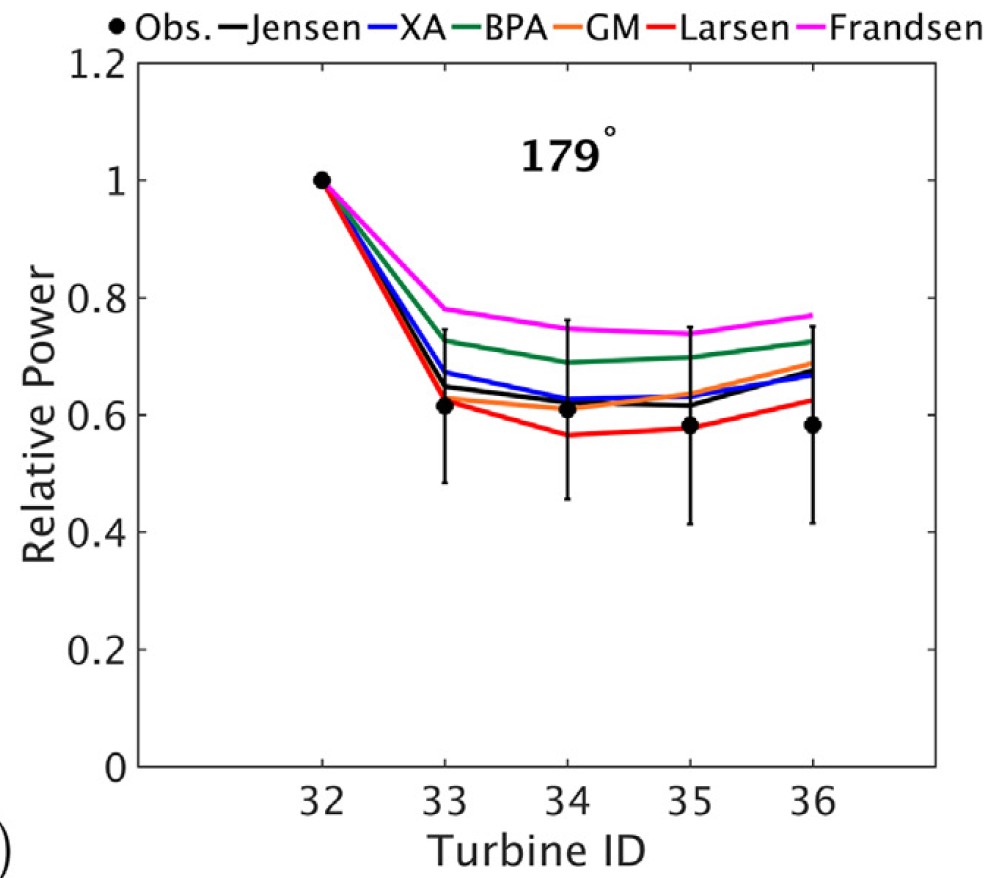 Obs. Jensen XA BPA GM Larsen Frandsen
1.2
179°
1
0.8
0.6
0.4
0.2
0
Relative Power
32 33 34 35 36
Turbine ID
)